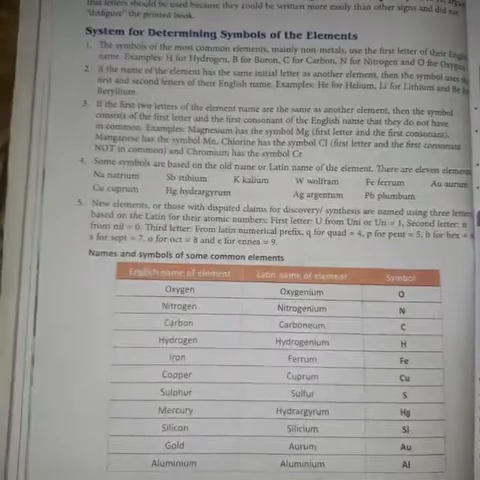 that letters should be used because they could be written more easily than other signs and did not
"disfigure" the printed book.
System for Determining Symbols of the Elements
1. The symbols of the most common elements, mainly non-metals, use the first letter of their English
name. Examples: H for Hydrogen, B for Boron, C for Carbon, N for Nitrogen and O for Oxygen
2. If the name of the element has the same initial letter as another element, then the symbol uses the
first and second letters of their English name. Examples: He for Helium, Li for Lithium and Be for
Beryllium.
3. If the first two letters of the element name are the same as another element, then the symbol
consists of the first letter and the first consonant of the English name that they do not have
in common. Examples: Magnesium has the symbol Mg (first letter and the first consonant),
Manganese has the symbol Mn, Chlorine has the symbol Cl (first letter and the first consonant
NOT in common) and Chromium has the symbol Cr
4. Some symbols are based on the old name or Latin name of the element. There are eleven elements
Na natrium Sb stibium K kalium W wolfram Fe ferrum Au aurum
Cu cuprum Hg hydrargyrum Ag argentum Pb plumbum
5. New elements, or those with disputed claims for discovery/ synthesis are named using three letters
based on the Latin for their atomic numbers: First letter: U from Uni or Un = 1, Second letter: n
from nil = 0. Third letter: From latin numerical prefix, q for quad = 4, p for pent = 5, h for hex = 6
s for sept = 7, o for oct = 8 and e for ennea = 9.
Names and symbols of some common elements
English name of element Latin name of element Symbol
Oxygen Oxygenium O
Nitrogen Nitrogenium N
Carbon Carboneum C
Hydrogen Hydrogenium H
Iron Ferrum Fe
Copper Cuprum Cu
Sulphur Sulfur S
Mercury Hydrargyrum Hg
Silicon Silicium Si
Gold Aurum Au
Aluminium Aluminium Al